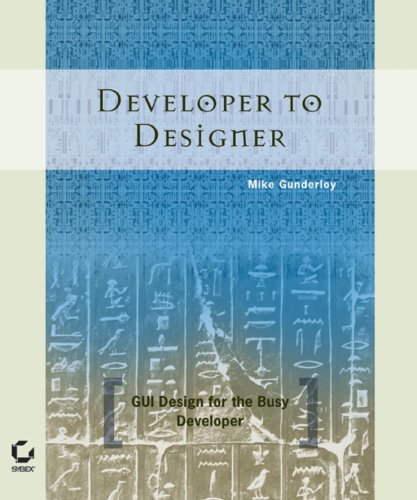 DEVELOPER TO
DESIGNER
Mike Gunderloy
[ GUI Design for the Busy ]
Developer
SYBEX®